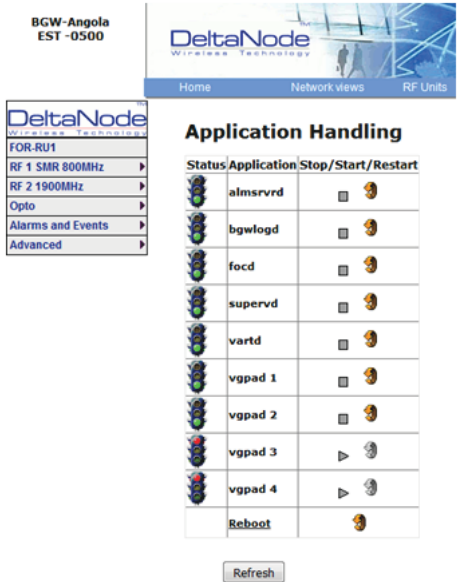 BGW-Angola
EST -0500
DeltaNode
Wireless Technology
Home Network views RF Units
DeltaNode
Wireless Technology
FOR-RU1
RF 1 SMR 800MHz
RF 2 1900MHz
Opto
Alarms and Events
Advanced
Application Handling
Status Application Stop/Start/Restart
almsrvrd
bgwlogd
focd
supervd
vartd
vgpad 1
vgpad 2
vgpad 3
vgpad 4
Reboot
Refresh